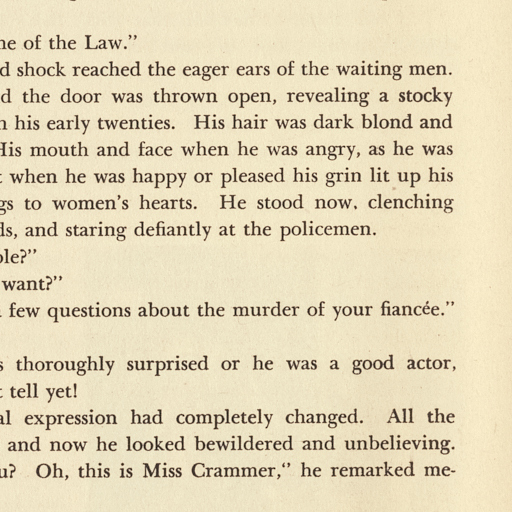 ne of the Law.”
d shock reached the eager ears of the waiting men.
d the door was thrown open, revealing a stocky
n his early twenties. His hair was dark blond and
His mouth and face when he was angry, as he was
t when he was happy or pleased his grin lit up his
gs to women’s hearts. He stood now, clenching
ds, and staring defiantly at the policemen.
ole?”
want?”
few questions about the murder of your fiancée.”
s thoroughly surprised or he was a good actor,
t tell yet!
al expression had completely changed. All the
and now he looked bewildered and unbelieving.
u? Oh, this is Miss Crammer,“ he remarked me-